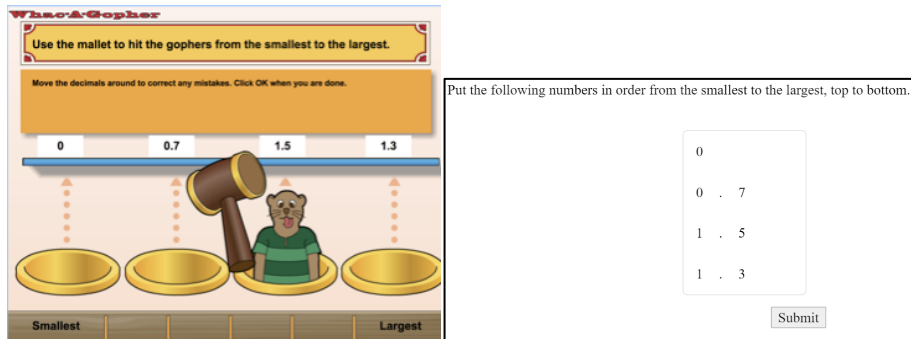 Whac-A-Gopher
Use the mallet to hit the gophers from the smallest to the largest.
Move the decimals around to correct any mistakes. Click OK when you are done.
0 0.7 1.5 1.3
Smallest Largest
Put the following numbers in order from the smallest to the largest, top to bottom.
0
0 . 7
1 . 5
1 . 3
Submit